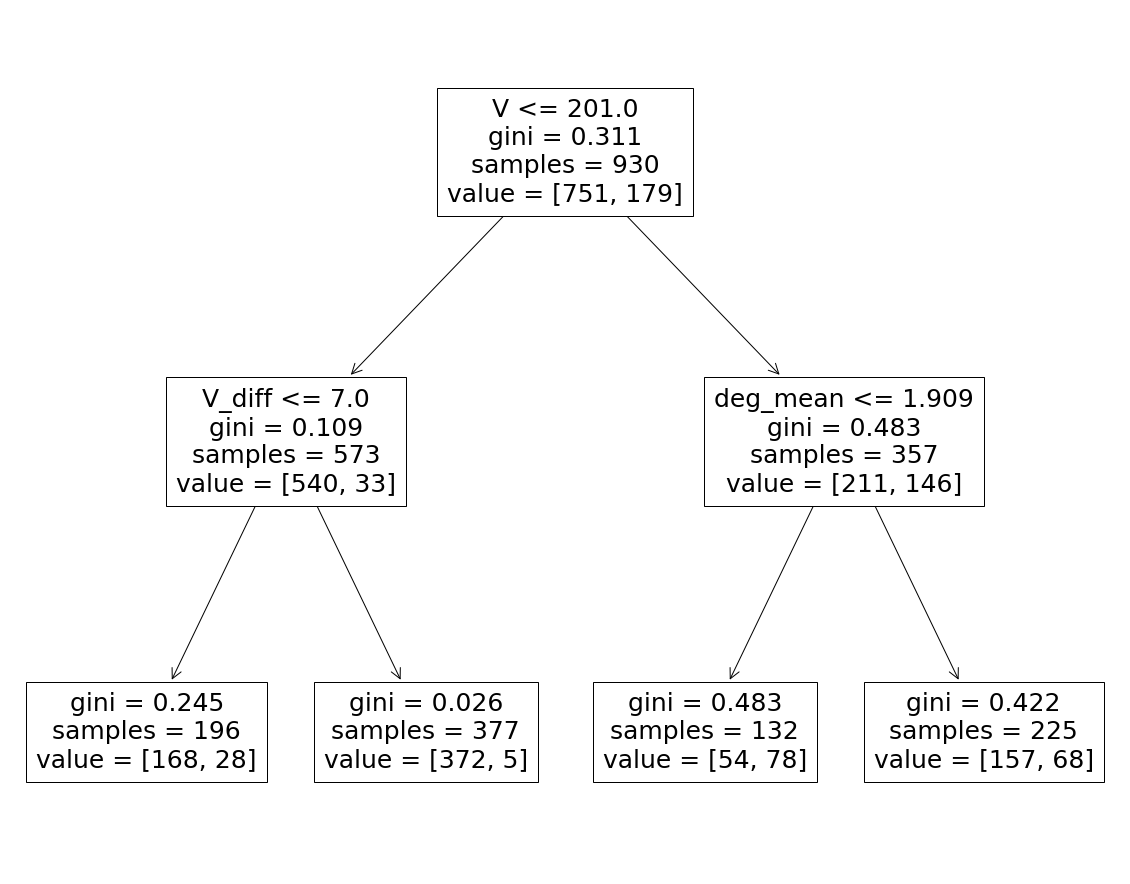 V <= 201.0
gini = 0.311
samples = 930
value = [751, 179]
V_diff <= 7.0
gini = 0.109
samples = 573
value = [540, 33]
deg_mean <= 1.909
gini = 0.483
samples = 357
value = [211, 146]
gini = 0.245
samples = 196
value = [168, 28]
gini = 0.026
samples = 377
value = [372, 5]
gini = 0.483
samples = 132
value = [54, 78]
gini = 0.422
samples = 225
value = [157, 68]